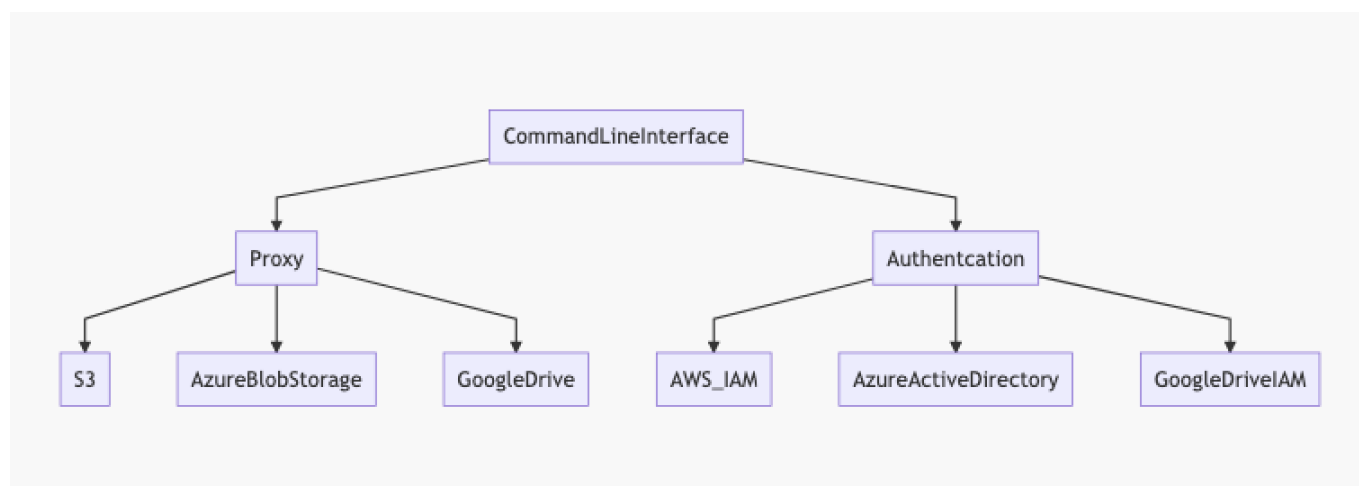 CommandLineInterface
Proxy
Authentcation
S3
AzureBlobStorage
GoogleDrive
AWS_IAM
AzureActiveDirectory
GoogleDriveIAM